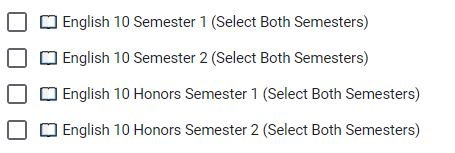 English 10 Semester 1 (Select Both Semesters)
English 10 Semester 2 (Select Both Semesters)
English 10 Honors Semester 1 (Select Both Semesters)
English 10 Honors Semester 2 (Select Both Semesters)